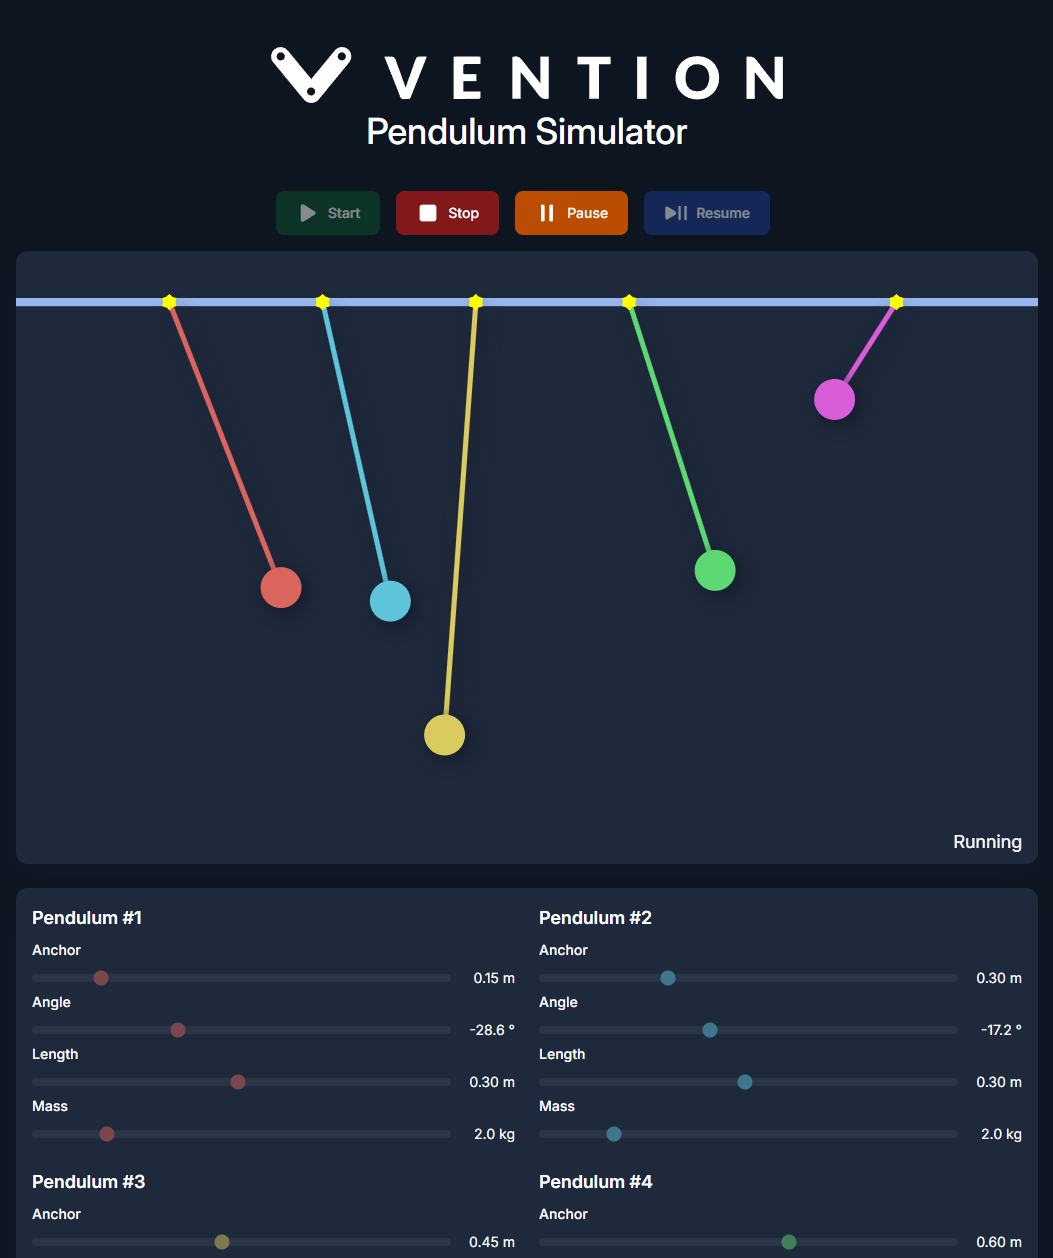 VENTION
Pendulum Simulator
Start Stop Pause Resume
Running
Pendulum #1
Anchor
0.15 m
Angle
-28.6 °
Length
0.30 m
Mass
2.0 kg
Pendulum #2
Anchor
0.30 m
Angle
-17.2 °
Length
0.30 m
Mass
2.0 kg
Pendulum #3
Anchor
0.45 m
Pendulum #4
Anchor
0.60 m